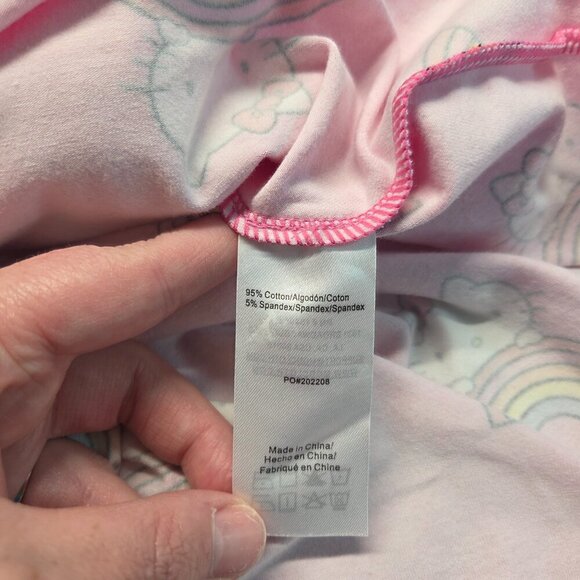 95% Cotton/Algodón/Coton
5% Spandex/Spandex/Spandex
PO#202208
Made in China/
Hecho en China/
Fabriqué en Chine